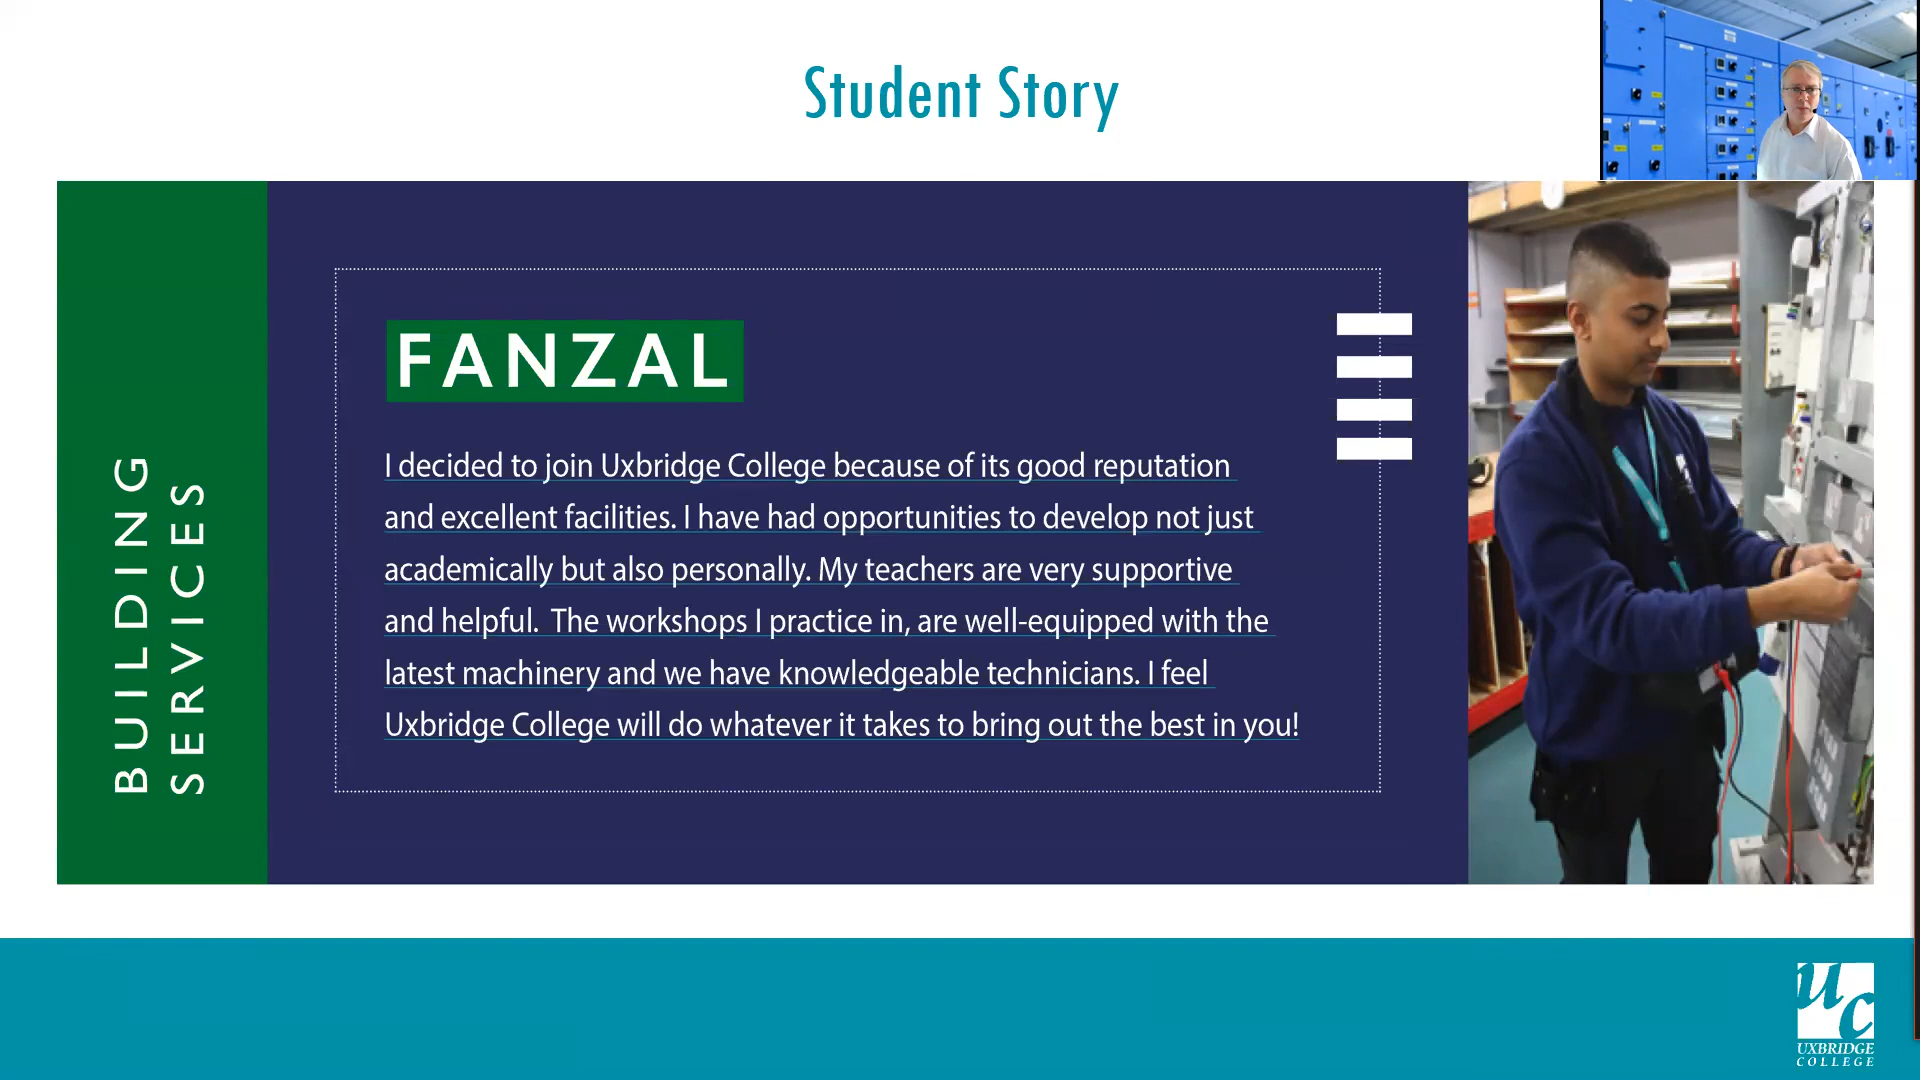 Student Story
BUILDING
SERVICES
FANZAL
I decided to join Uxbridge College because of its good reputation
and excellent facilities. I have had opportunities to develop not just
academically but also personally. My teachers are very supportive
and helpful.  The workshops I practice in, are well-equipped with the
latest machinery and we have knowledgeable technicians. I feel
Uxbridge College will do whatever it takes to bring out the best in you!
uc
UXBRIDGE
COLLEGE